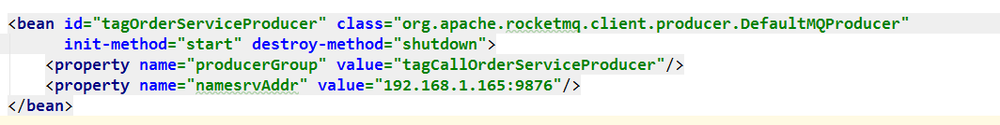 <bean id="tagOrderServiceProducer" class="org.apache.rocketmq.client.producer.DefaultMQProducer"
init-method="start" destroy-method="shutdown">
<property name="producerGroup" value="tagCallOrderServiceProducer"/>
<property name="namesrvAddr" value="192.168.1.165:9876"/>
</bean>